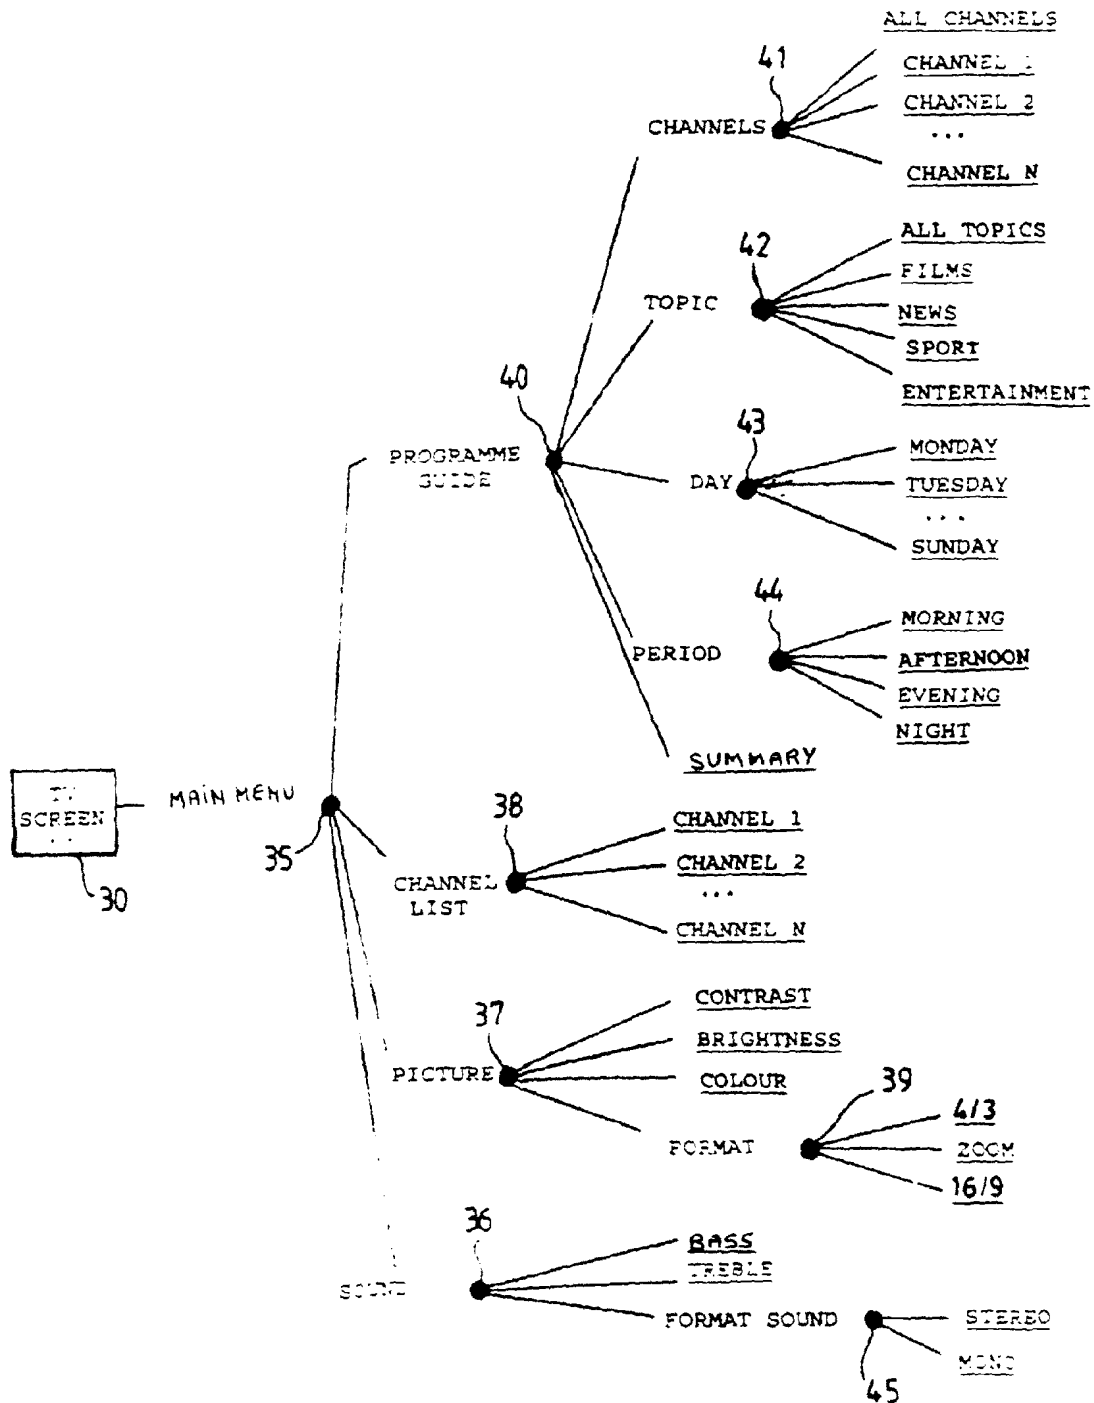 ALL CHANNELS
41
CHANNEL 1
CHANNEL 2
CHANNELS
...
CHANNEL N
ALL TOPICS
42
FILMS
TOPIC
NEWS
SPORT
40
ENTERTAINMENT
43
MONDAY
PROGRAMME
GUIDE
DAY
TUESDAY
...
SUNDAY
44
MORNING
PERIOD
AFTERNOON
EVENING
NIGHT
SUMMARY
TV
SCREEN
..
30
MAIN MENU
35
38
CHANNEL 1
CHANNEL 2
CHANNEL
LIST
...
CHANNEL N
CONTRAST
37
BRIGHTNESS
PICTURE
COLOUR
39
4/3
FORMAT
ZOOM
16/9
36
BASS
TREBLE
SOUND
FORMAT SOUND
STEREO
MONO
45